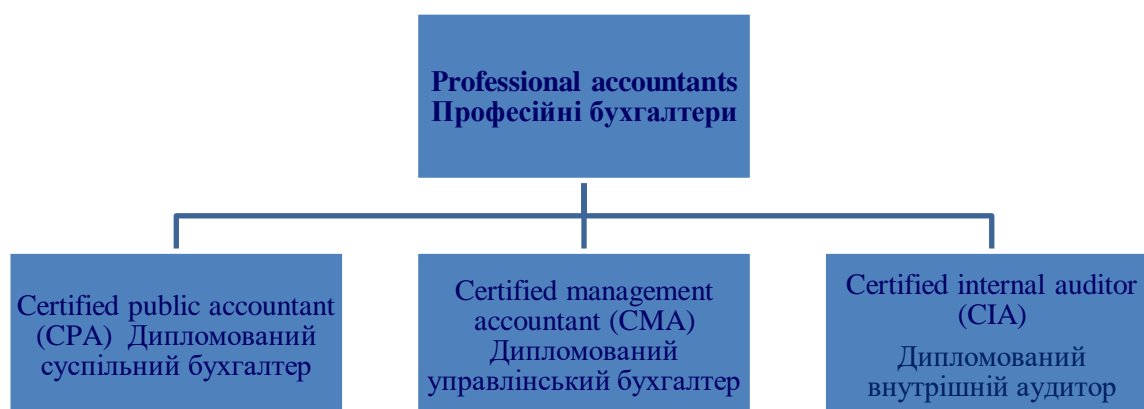 Professional accountants
Професійні бухгалтери
Certified public accountant
(CPA) Дипломований
суспільний бухгалтер
Certified management
accountant (CMA)
Дипломований
управлінський бухгалтер
Certified internal auditor
(CIA)
Дипломований
внутрішній аудитор